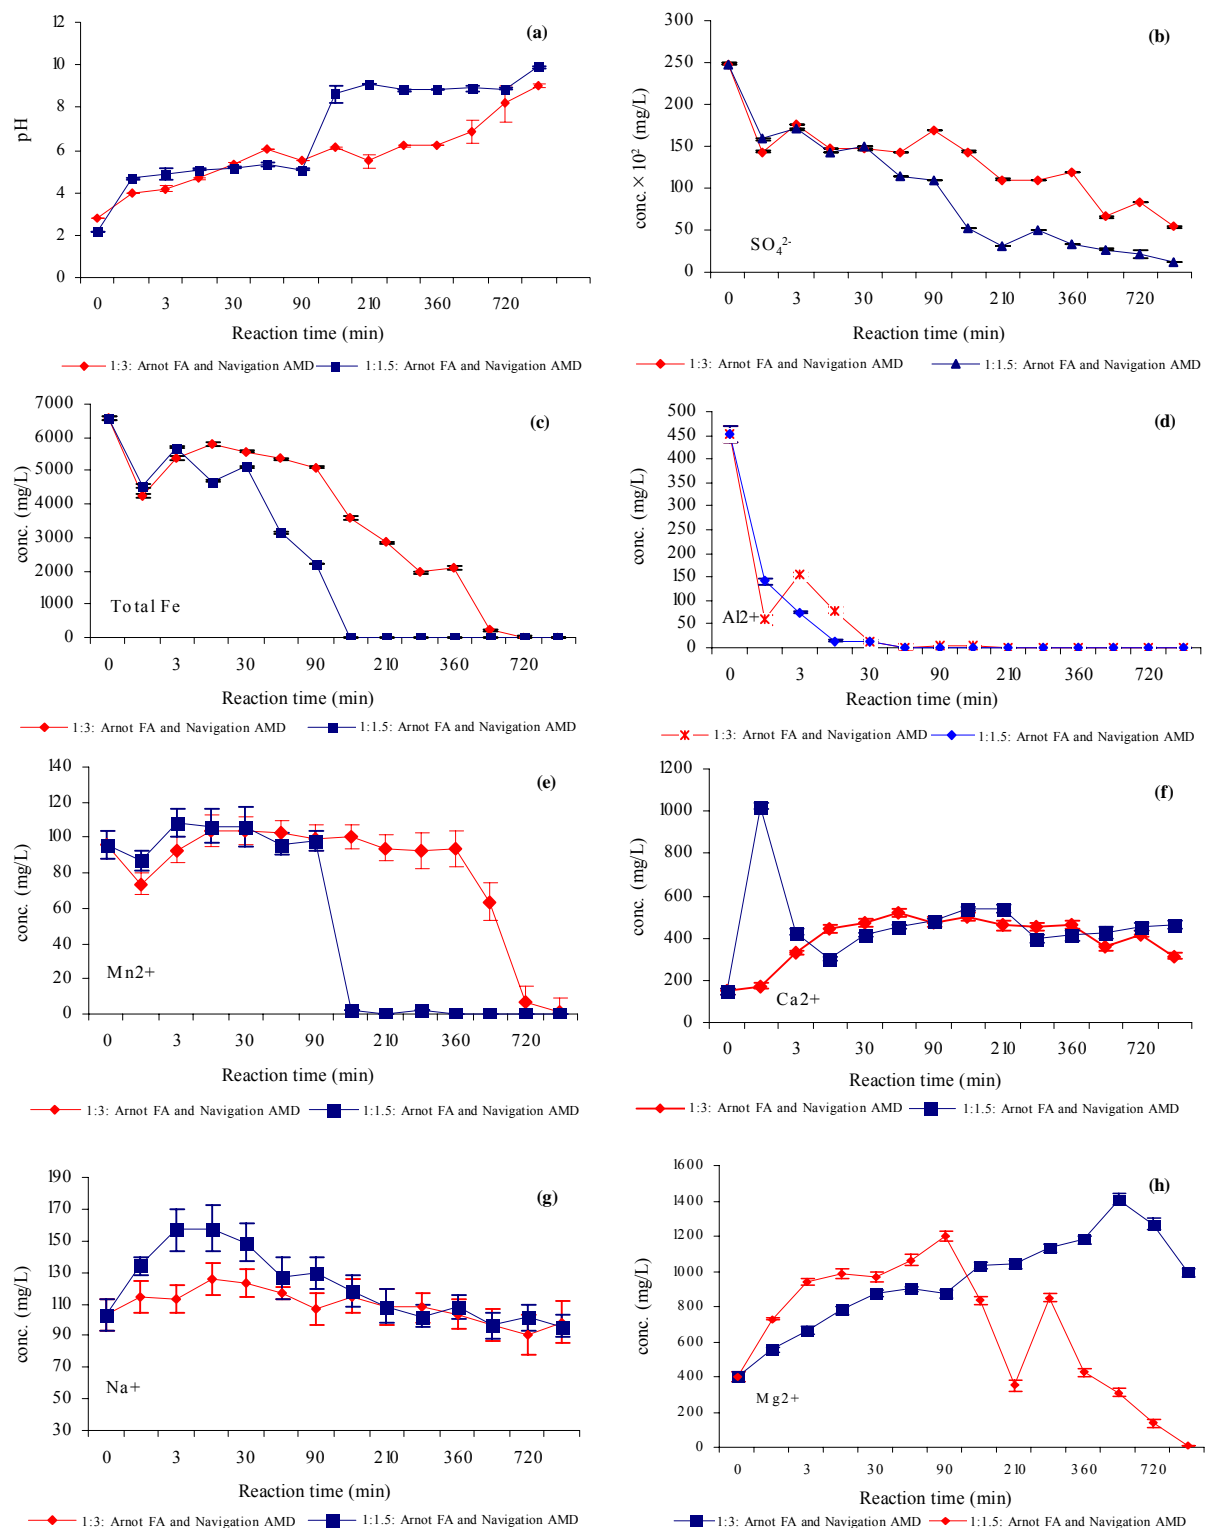 (a)
12
10
8
6
4
2
0
pH
0 3 30 90 210 360 720
Reaction time (min)
1:3: Arnot FA and Navigation AMD 1:1.5: Arnot FA and Navigation AMD
(b)
300
250
200
150
100
50
0
conc.×10² (mg/L)
SO₄²⁻
0 3 30 90 210 360 720
Reaction time (min)
1:3: Arnot FA and Navigation AMD 1:1.5: Arnot FA and Navigation AMD
(c)
7000
6000
5000
4000
3000
2000
1000
0
conc. (mg/L)
Total Fe
0 3 30 90 210 360 720
Reaction time (min)
1:3: Arnot FA and Navigation AMD 1:1.5: Arnot FA and Navigation AMD
(d)
500
450
400
350
300
250
200
150
100
50
0
conc. (mg/L)
Al2+
0 3 30 90 210 360 720
Reaction time (min)
1:3: Arnot FA and Navigation AMD 1:1.5: Arnot FA and Navigation AMD
(e)
140
120
100
80
60
40
20
0
conc. (mg/L)
Mn2+
0 3 30 90 210 360 720
Reaction time (min)
1:3: Arnot FA and Navigation AMD 1:1.5: Arnot FA and Navigation AMD
(f)
1200
1000
800
600
400
200
0
conc. (mg/L)
Ca2+
0 3 30 90 210 360 720
Reaction time (min)
1:3: Arnot FA and Navigation AMD 1:1.5: Arnot FA and Navigation AMD
(g)
190
170
150
130
110
90
70
50
30
conc. (mg/L)
Na+
0 3 30 90 210 360 720
Reaction time (min)
1:3: Arnot FA and Navigation AMD 1:1.5: Arnot FA and Navigation AMD
(h)
1600
1400
1200
1000
800
600
400
200
0
conc. (mg/L)
Mg2+
0 3 30 90 210 360 720
Reaction time (min)
1:3: Arnot FA and Navigation AMD 1:1.5: Arnot FA and Navigation AMD